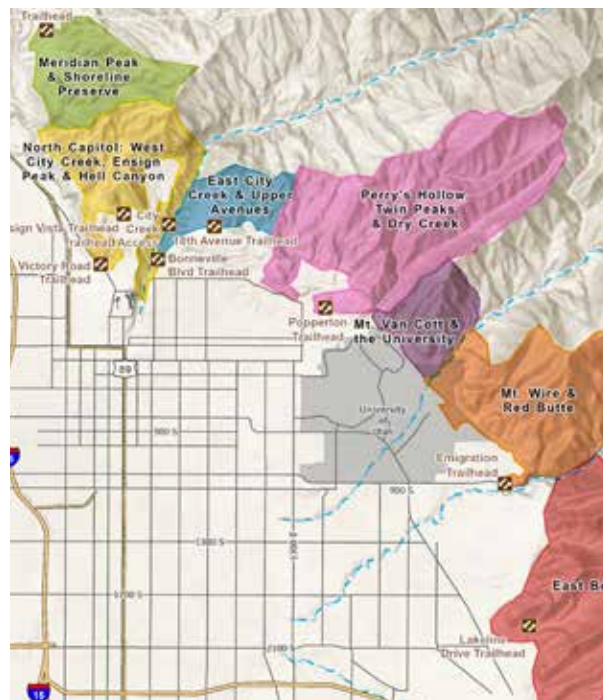 Trailhead
Meridian Peak
& Shoreline
Preserve
North Capitol: West
City Creek, Ensign
Peak & Hell Canyon
East City
Creek & Upper
Avenues
Perry's Hollow
Twin Peaks
& Dry Creek
City
Creek
Trailhead Access
sign Vista Trailhead
18th Avenue Trailhead
Bonneville
Blvd Trailhead
Victory Road
Trailhead
Popperton
Trailhead
Mt. Van Cott &
the University
89
Mt. Wire &
Red Butte
University
of
Utah
Emigration
Trailhead
900 S
1300 S
2100 S
East B
Lakeline
Drive Trailhead
15